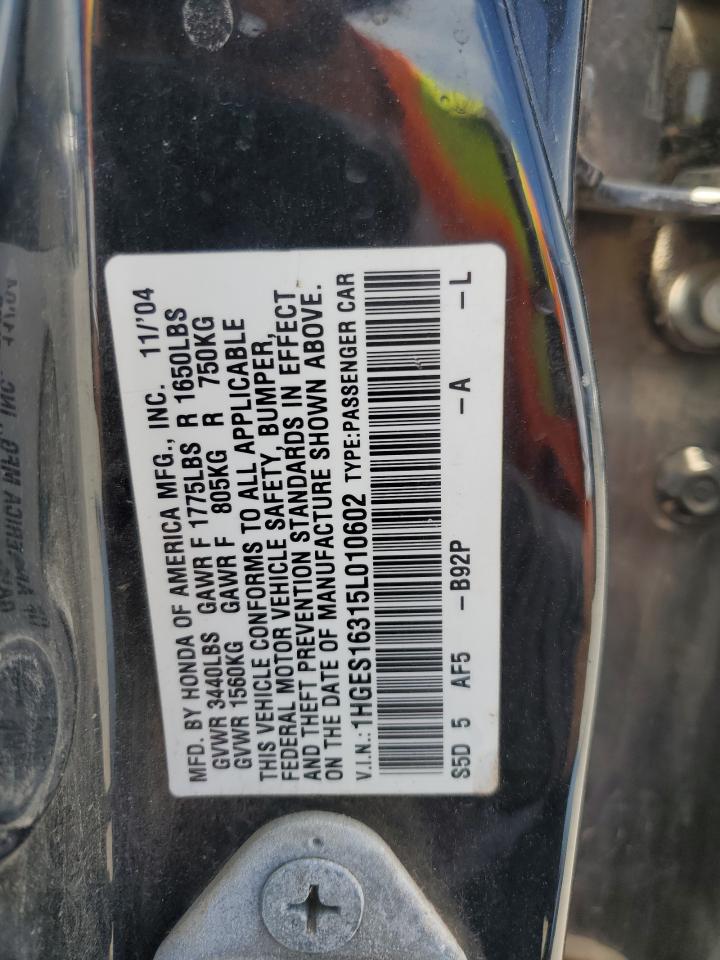 MFD. BY HONDA OF AMERICA MFG., INC. 11/'04
GVWR 3440LBS GAWR F 1775LBS R 1650LBS
GVWR 1560KG GAWR F 805KG R 750KG
THIS VEHICLE CONFORMS TO ALL APPLICABLE
FEDERAL MOTOR VEHICLE SAFETY, BUMPER,
AND THEFT PREVENTION STANDARDS IN EFFECT
ON THE DATE OF MANUFACTURE SHOWN ABOVE.
V.I.N.: 1HGES16315L010602 TYPE:PASSENGER CAR
S5D 5 AF5 -B92P -A -L